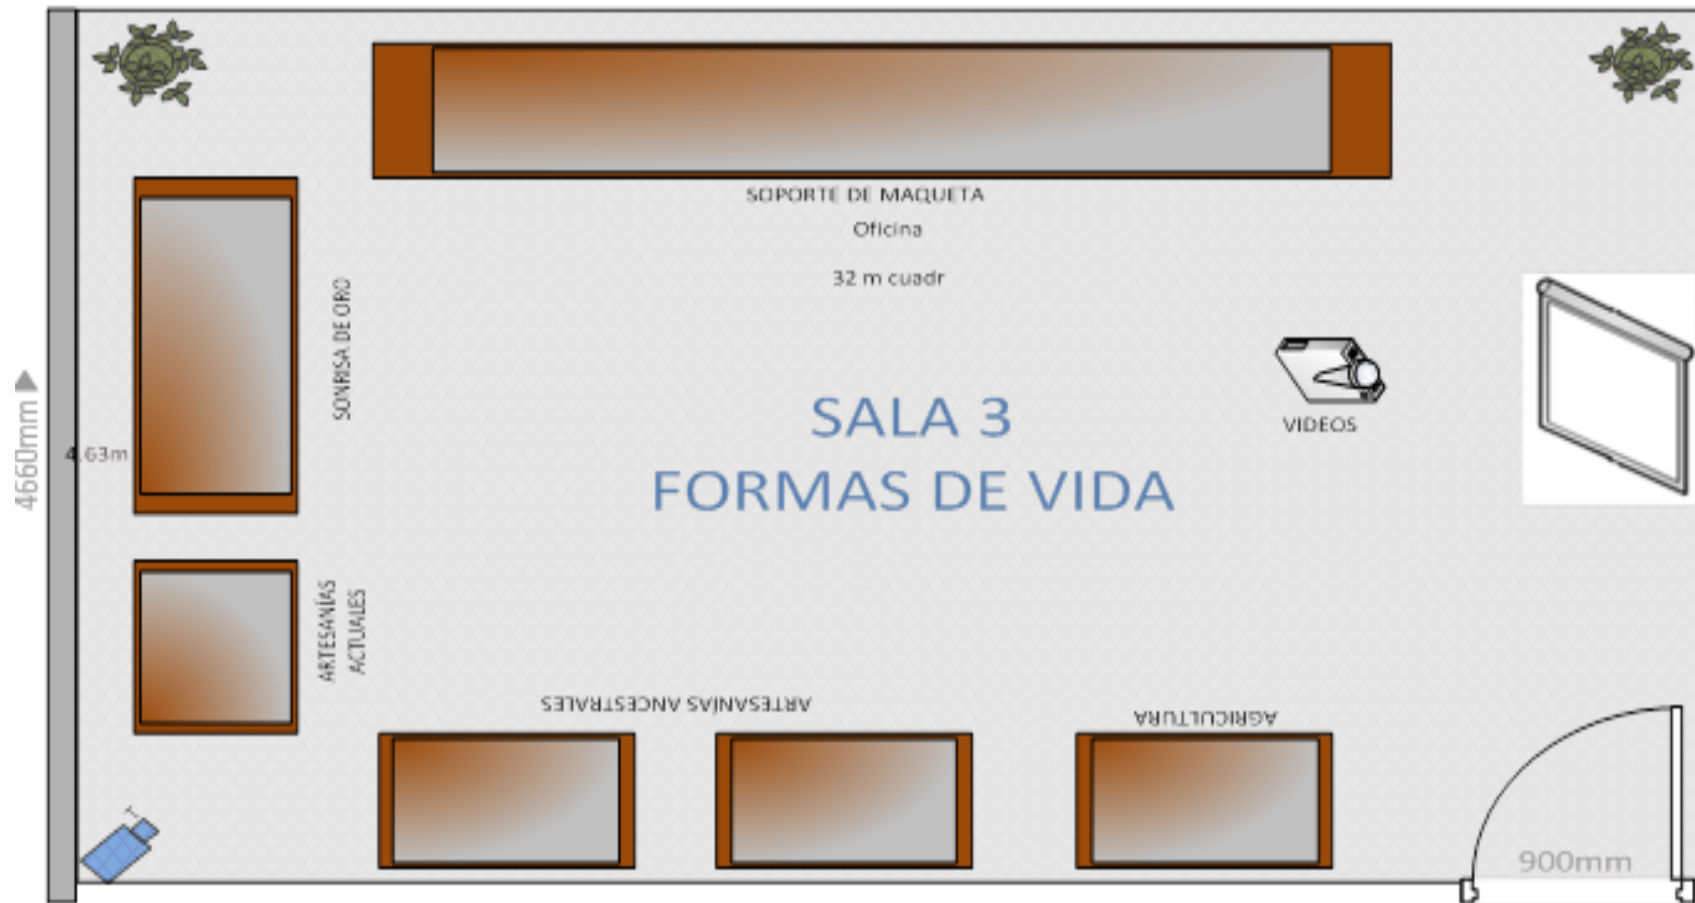 SOPORTE DE MAQUETA
Oficina
32 m cuadr
SONRISA DE ORO
4660mm
4,63m
SALA 3
FORMAS DE VIDA
VIDEOS
ARTESANÍAS
ACTUALES
ARTESANÍAS ANCESTRALES
AGRICULTURA
900mm